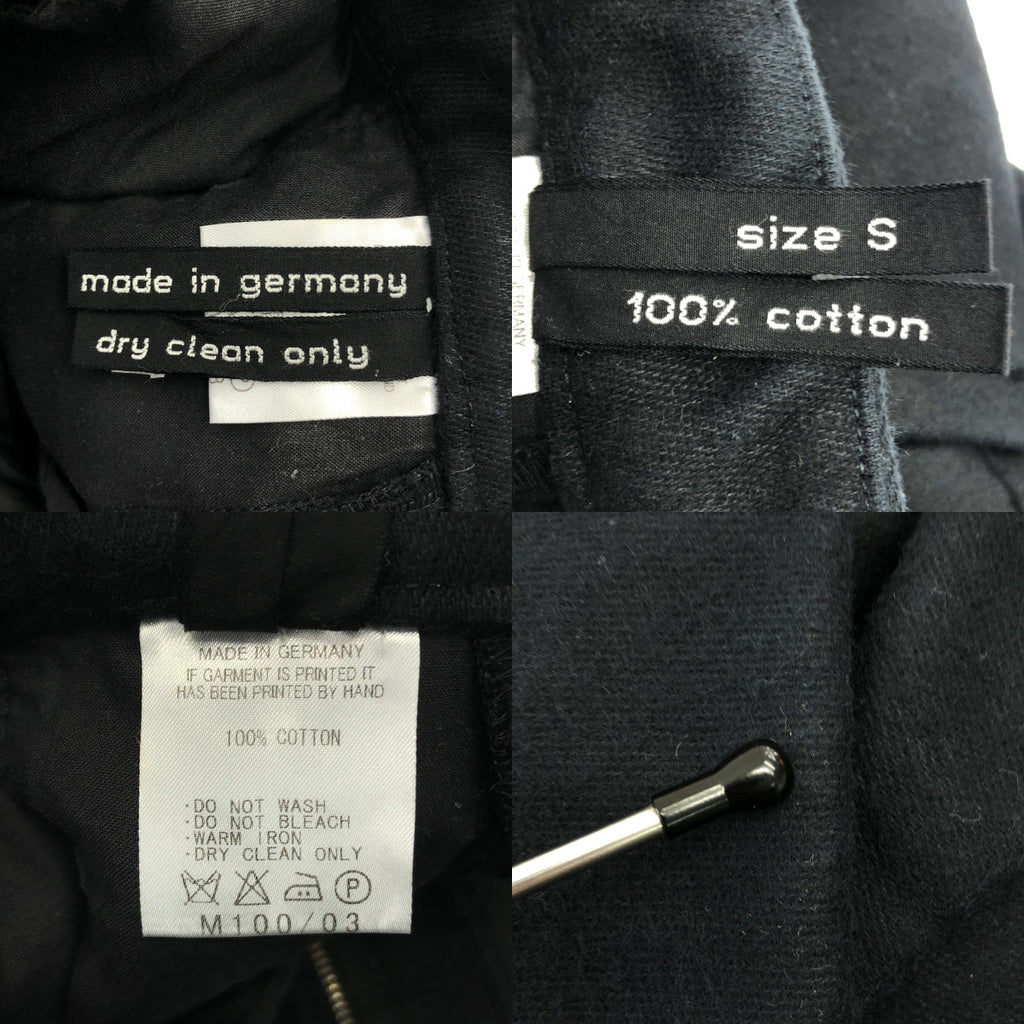 made in germany
dry clean only
size S
100% cotton
GERMANY
MADE IN GERMANY
IF GARMENT IS PRINTED IT
HAS BEEN PRINTED BY HAND
100% COTTON
·DO NOT WASH
·DO NOT BLEACH
·WARM IRON
·DRY CLEAN ONLY
P
M100/03